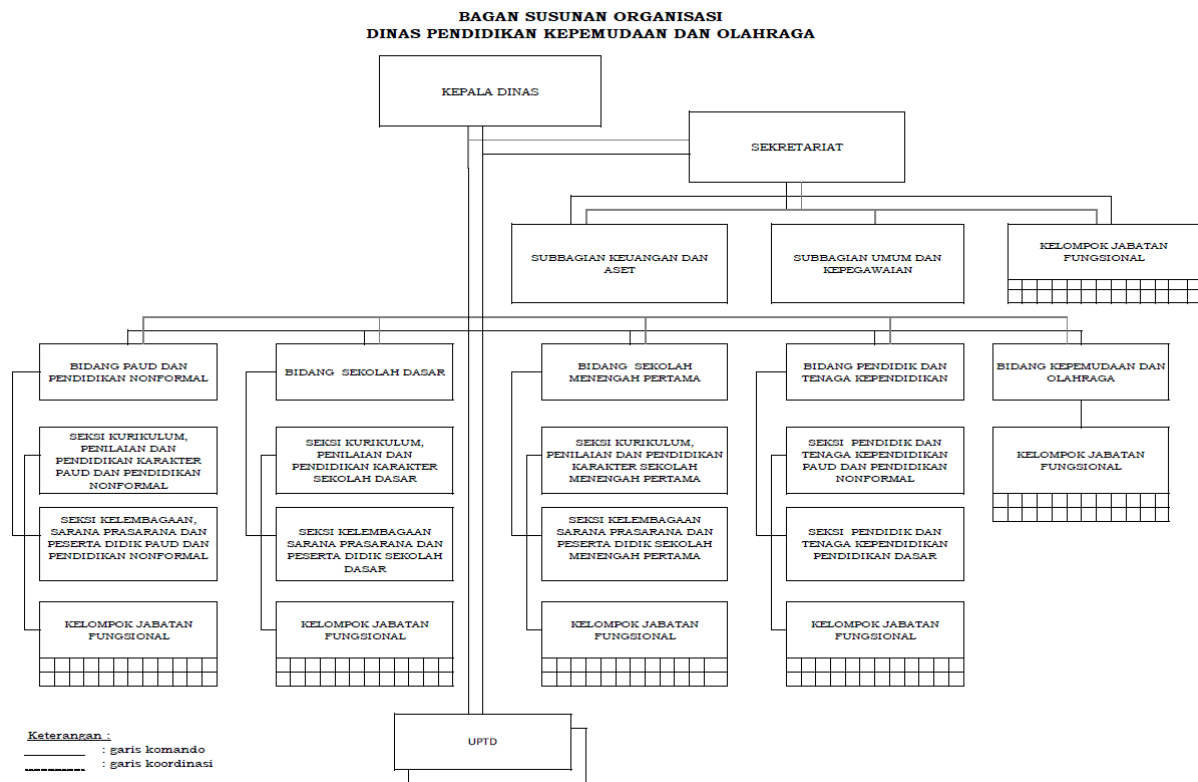 BAGAN SUSUNAN ORGANISASI
DINAS PENDIDIKAN KEPEMUDAAN DAN OLAHRAGA
KEPALA DINAS
SEKRETARIAT
SUBBAGIAN KEUANGAN DAN
ASET
SUBBAGIAN UMUM DAN
KEPEGAWAIAN
KELOMPOK JABATAN
FUNGSIONAL
BIDANG PAUD DAN
PENDIDIKAN NONFORMAL
BIDANG SEKOLAH DASAR
BIDANG SEKOLAH
MENENGAH PERTAMA
BIDANG PENDIDIK DAN
TENAGA KEPENDIDIKAN
BIDANG KEPEMUDAAN DAN
OLAHRAGA
SEKSI KURIKULUM,
PENILAIAN DAN
PENDIDIKAN KARAKTER
PAUD DAN PENDIDIKAN
NONFORMAL
SEKSI KURIKULUM,
PENILAIAN DAN
PENDIDIKAN KARAKTER
SEKOLAH DASAR
SEKSI KURIKULUM,
PENILAIAN DAN PENDIDIKAN
KARAKTER SEKOLAH
MENENGAH PERTAMA
SEKSI PENDIDIK DAN
TENAGA KEPENDIDIKAN
PAUD DAN PENDIDIKAN
NONFORMAL
KELOMPOK JABATAN
FUNGSIONAL
SEKSI KELEMBAGAAN,
SARANA PRASARANA DAN
PESERTA DIDIK PAUD DAN
PENDIDIKAN NONFORMAL
SEKSI KELEMBAGAAN
SARANA PRASARANA DAN
PESERTA DIDIK SEKOLAH
DASAR
SEKSI KELEMBAGAAN
SARANA PRASARANA DAN
PESERTA DIDIK SEKOLAH
MENENGAH PERTAMA
SEKSI PENDIDIK DAN
TENAGA KEPENDIDIKAN
PENDIDIKAN DASAR
KELOMPOK JABATAN
FUNGSIONAL
KELOMPOK JABATAN
FUNGSIONAL
KELOMPOK JABATAN
FUNGSIONAL
KELOMPOK JABATAN
FUNGSIONAL
UPTD
Keterangan :
: garis komando
: garis koordinasi